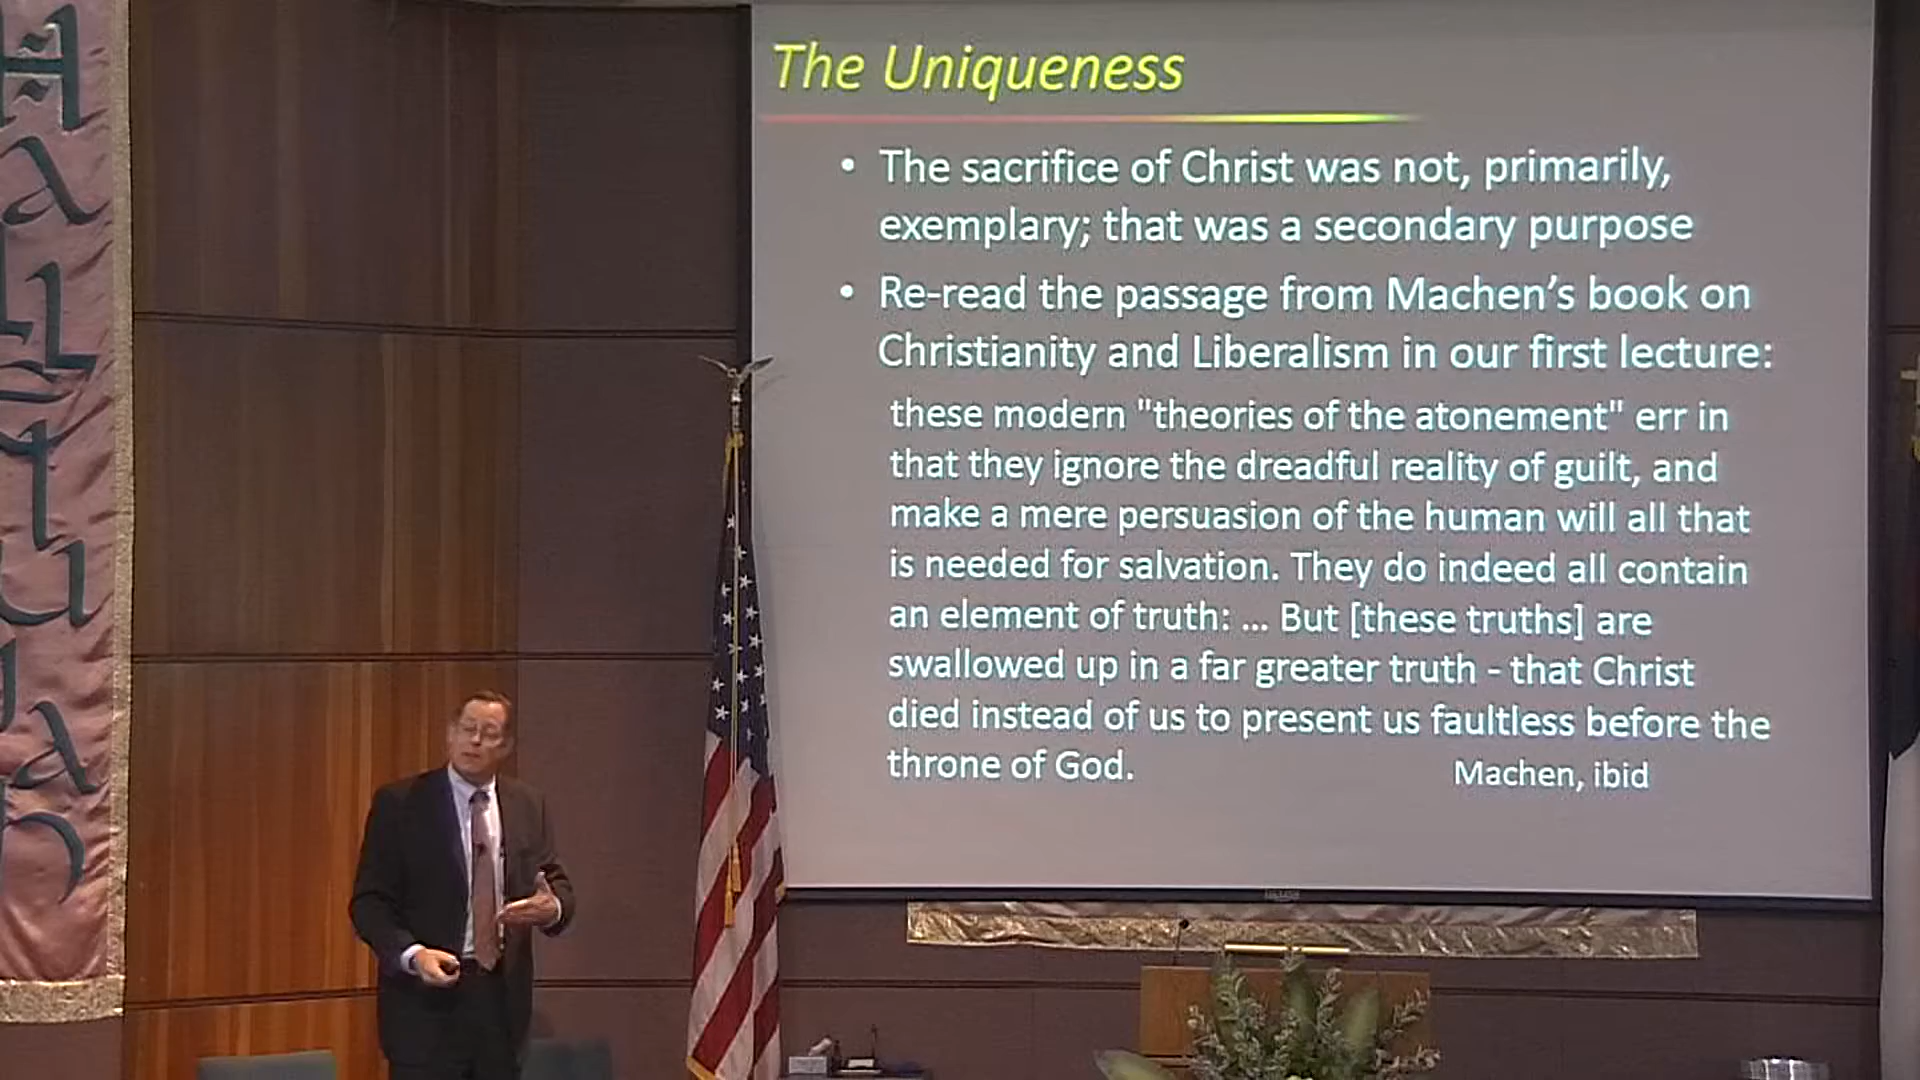 Halleluiah
The Uniqueness
• The sacrifice of Christ was not, primarily,
exemplary; that was a secondary purpose
• Re-read the passage from Machen's book on
Christianity and Liberalism in our first lecture:
these modern "theories of the atonement" err in
that they ignore the dreadful reality of guilt, and
make a mere persuasion of the human will all that
is needed for salvation. They do indeed all contain
an element of truth: ... But [these truths] are
swallowed up in a far greater truth - that Christ
died instead of us to present us faultless before the
throne of God.
Machen, ibid